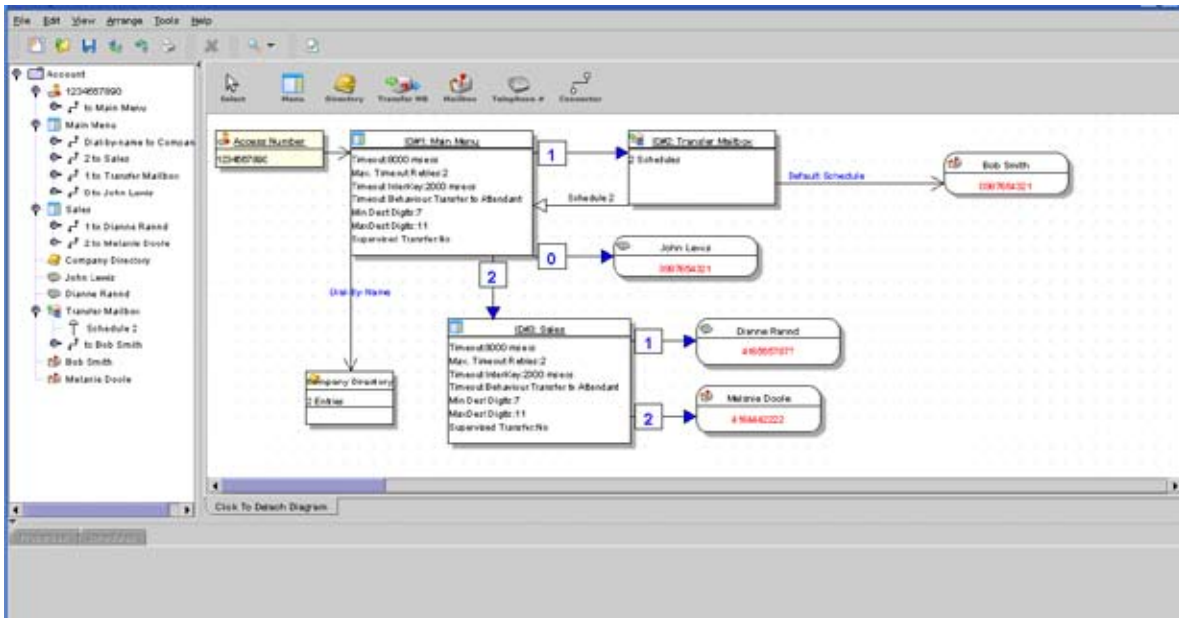 File Edit View Arrange Tools Help
Account
1234567890
to Main Menu
Main Menu
Dial-by-name to Compan
2 to Sales
1 to Transfer Mailbox
0 to John Lewis
Sales
1 to Dianne Rannd
2 to Melanie Doole
Company Directory
John Lewis
Dianne Rannd
Transfer Mailbox
Schedule 2
to Bob Smith
Bob Smith
Melanie Doole
Select Menu Directory Transfer MB Mailbox Telephone # Connector
Access Number
1234567890
ID#1: Main Menu
Timeout:8000 msecs
Max. Timeout Retries:2
Timeout InterKey:2000 msecs
Timeout Behaviour:Transfer to Attendant
Min Dest Digits:7
MaxDest Digits:11
Supervised Transfer:No
1
ID#2: Transfer Mailbox
2 Schedules
Schedule 2
Default Schedule
Bob Smith
0987654321
0
John Lewis
0987654321
2
Dial-By-Name
Company Directory
2 Entries
ID#3: Sales
Timeout:8000 msecs
Max. Timeout Retries:2
Timeout InterKey:2000 msecs
Timeout Behaviour:Transfer to Attendant
Min Dest Digits:7
MaxDest Digits:11
Supervised Transfer:No
1
Dianne Rannd
2
Melanie Doole
Click To Detach Diagram